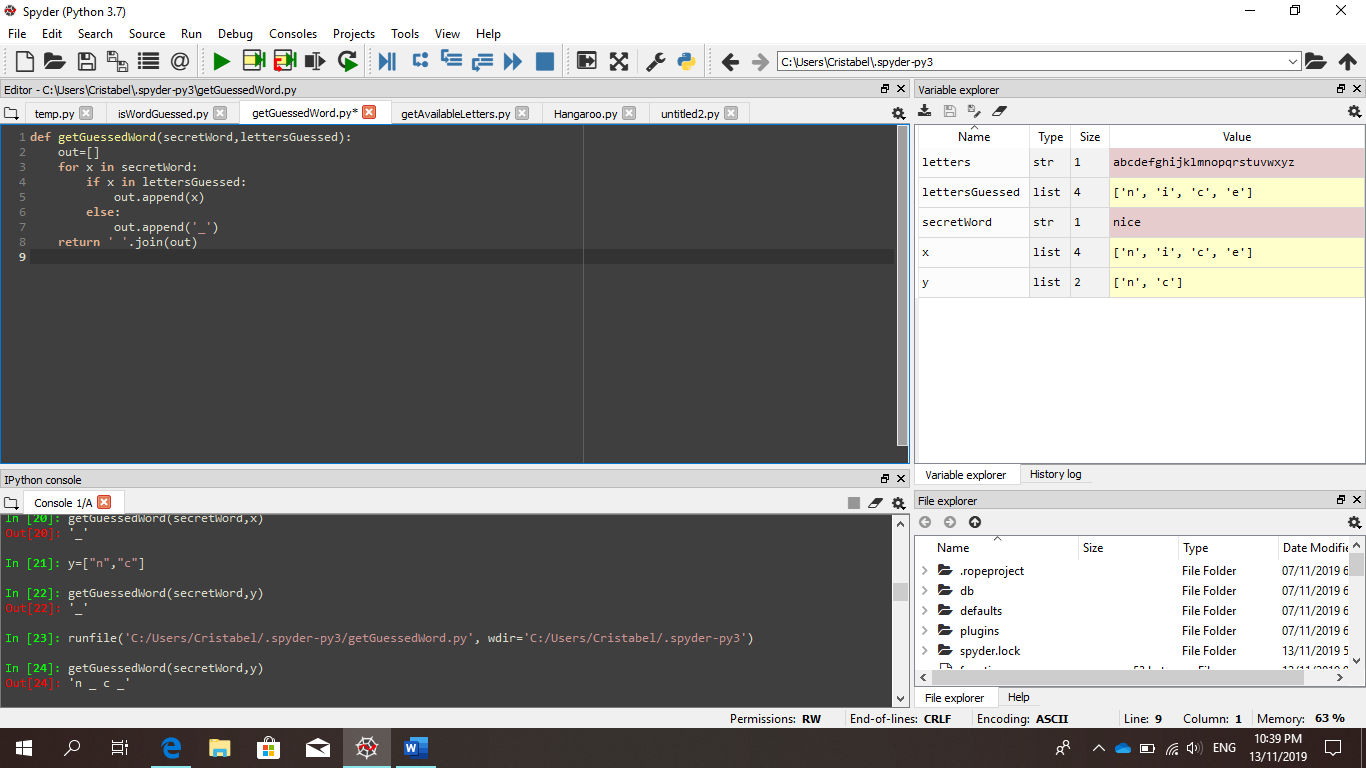 Spyder (Python 3.7)
File Edit Search Source Run Debug Consoles Projects Tools View Help
C:\Users\Cristabel\.spyder-py3
Editor - C:\Users\Cristabel\.spyder-py3\getGuessedWord.py
temp.py isWordGuessed.py getGuessedWord.py* getAvailableLetters.py Hangaroo.py untitled2.py
1 def getGuessedWord(secretWord,lettersGuessed):
2     out=[]
3     for x in secretWord:
4         if x in lettersGuessed:
5             out.append(x)
6         else:
7             out.append('_')
8     return ' '.join(out)
9
Variable explorer
Name Type Size Value
letters str 1 abcdefghijklmnopqrstuvwxyz
lettersGuessed list 4 ['n', 'i', 'c', 'e']
secretWord str 1 nice
x list 4 ['n', 'i', 'c', 'e']
y list 2 ['n', 'c']
Variable explorer History log
IPython console
Console 1/A
In [20]: getGuessedWord(secretWord,x)
Out[20]: '_'
In [21]: y=["n","c"]
In [22]: getGuessedWord(secretWord,y)
Out[22]: '_'
In [23]: runfile('C:/Users/Cristabel/.spyder-py3/getGuessedWord.py', wdir='C:/Users/Cristabel/.spyder-py3')
In [24]: getGuessedWord(secretWord,y)
Out[24]: 'n _ c _'
File explorer
Name Size Type Date Modifie
.ropeproject File Folder 07/11/2019 6
db File Folder 07/11/2019 6
defaults File Folder 07/11/2019 6
plugins File Folder 07/11/2019 6
spyder.lock File Folder 13/11/2019 5
File explorer Help
Permissions: RW End-of-lines: CRLF Encoding: ASCII Line: 9 Column: 1 Memory: 63 %
ENG
10:39 PM
13/11/2019